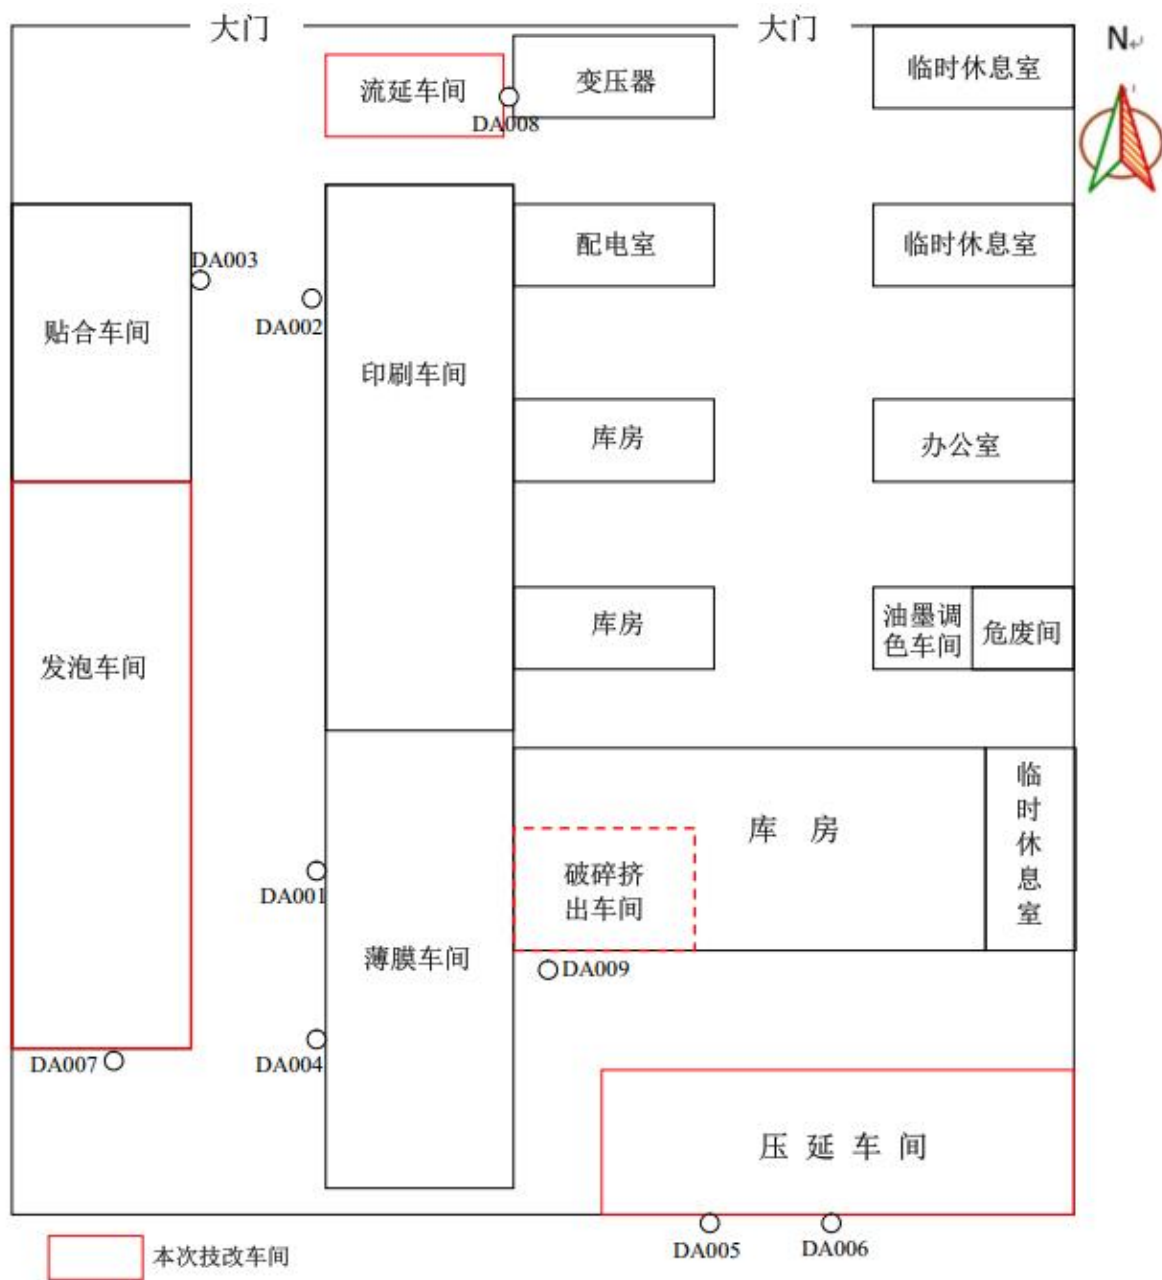 大门
大门
N
流延车间
变压器
临时休息室
DA008
配电室
临时休息室
DA003
DA002
贴合车间
印刷车间
库房
办公室
库房
油墨调
色车间
危废间
发泡车间
库 房
临
时
休
息
室
破碎挤
出车间
DA001
薄膜车间
DA009
DA007
DA004
压 延 车 间
DA005
DA006
本次技改车间